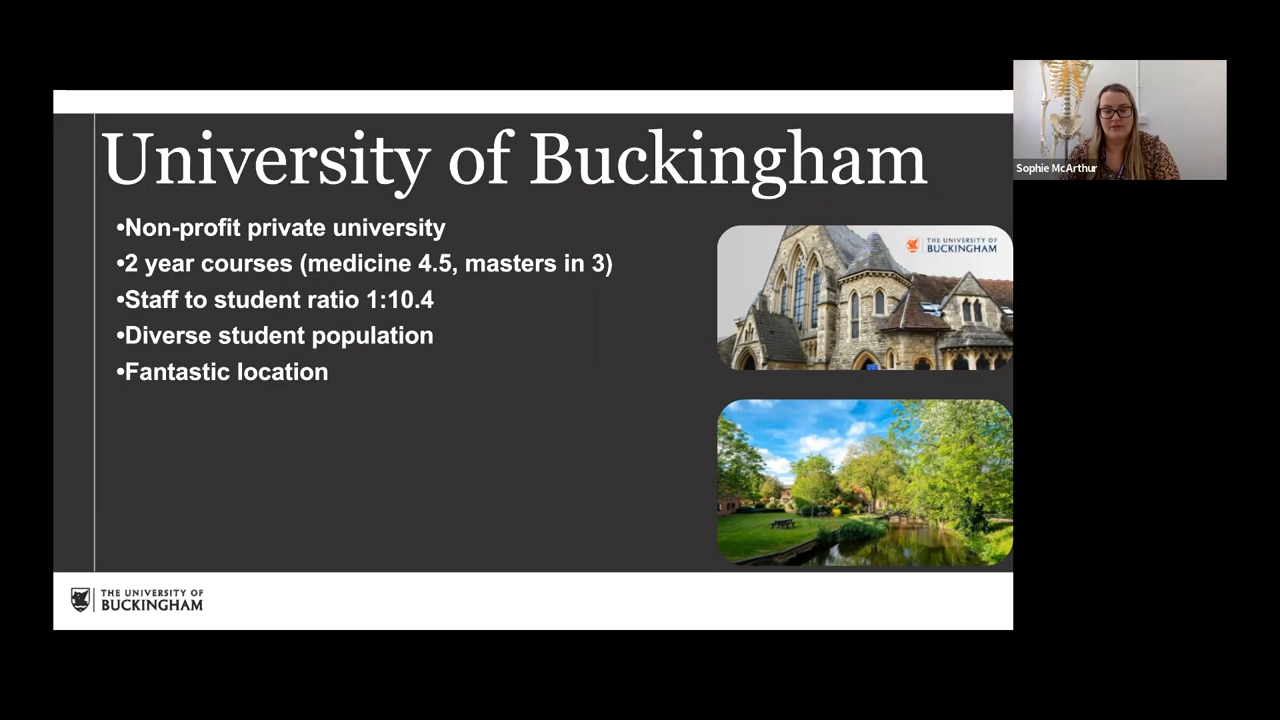 University of Buckingham
•Non-profit private university
•2 year courses (medicine 4.5, masters in 3)
•Staff to student ratio 1:10.4
•Diverse student population
•Fantastic location
THE UNIVERSITY OF
BUCKINGHAM
THE UNIVERSITY OF
BUCKINGHAM
Sophie McArthur